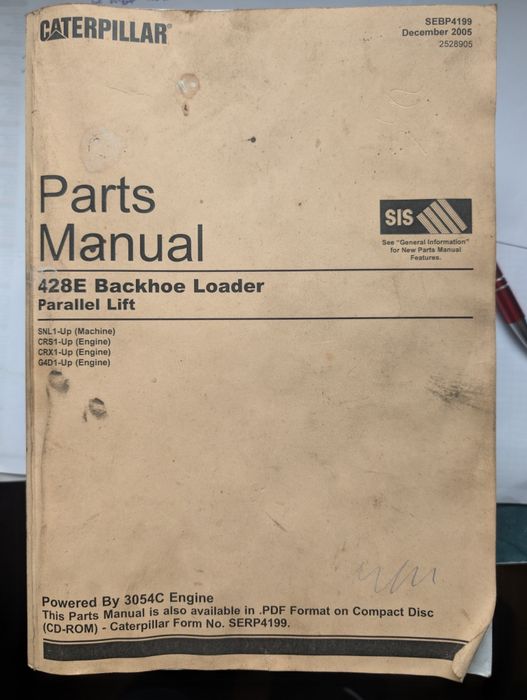 CATERPILLAR
SEBP4199
December 2005
2528905
Parts
Manual
SIS
See "General Information"
for New Parts Manual
Features.
428E Backhoe Loader
Parallel Lift
SNL1-Up (Machine)
CRS1-Up (Engine)
CRX1-Up (Engine)
G4D1-Up (Engine)
Powered By 3054C Engine
This Parts Manual is also available in .PDF Format on Compact Disc
(CD-ROM) - Caterpillar Form No. SERP4199.